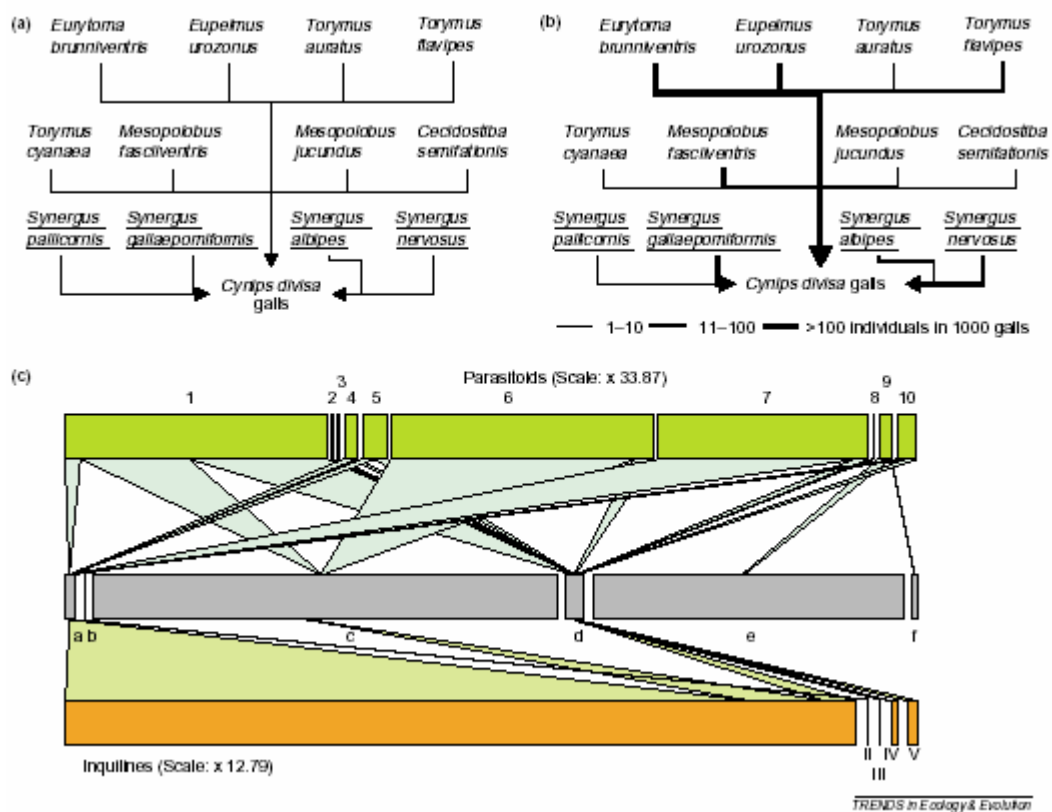 (a)
Eurytoma brunniventris
Eupelmus urozonus
Torymus auratus
Torymus flavipes
Torymus cyanaea
Mesopolobus fasciiventris
Mesopolobus jucundus
Cecidostiba semifationis
Synergus pallicornis
Synergus gallaepomiformis
Synergus albipes
Synergus nervosus
Cynips divisa galls
(b)
Eurytoma brunniventris
Eupelmus urozonus
Torymus auratus
Torymus flavipes
Torymus cyanaea
Mesopolobus fasciiventris
Mesopolobus jucundus
Cecidostiba semifationis
Synergus pallicornis
Synergus gallaepomiformis
Synergus albipes
Synergus nervosus
Cynips divisa galls
1–10 11–100 >100 individuals in 1000 galls
(c)
Parasitoids (Scale: x 33.87)
1 2 3 4 5 6 7 8 9 10
a b c d e f
II III IV V
Inquilines (Scale: x 12.79)
TRENDS in Ecology & Evolution